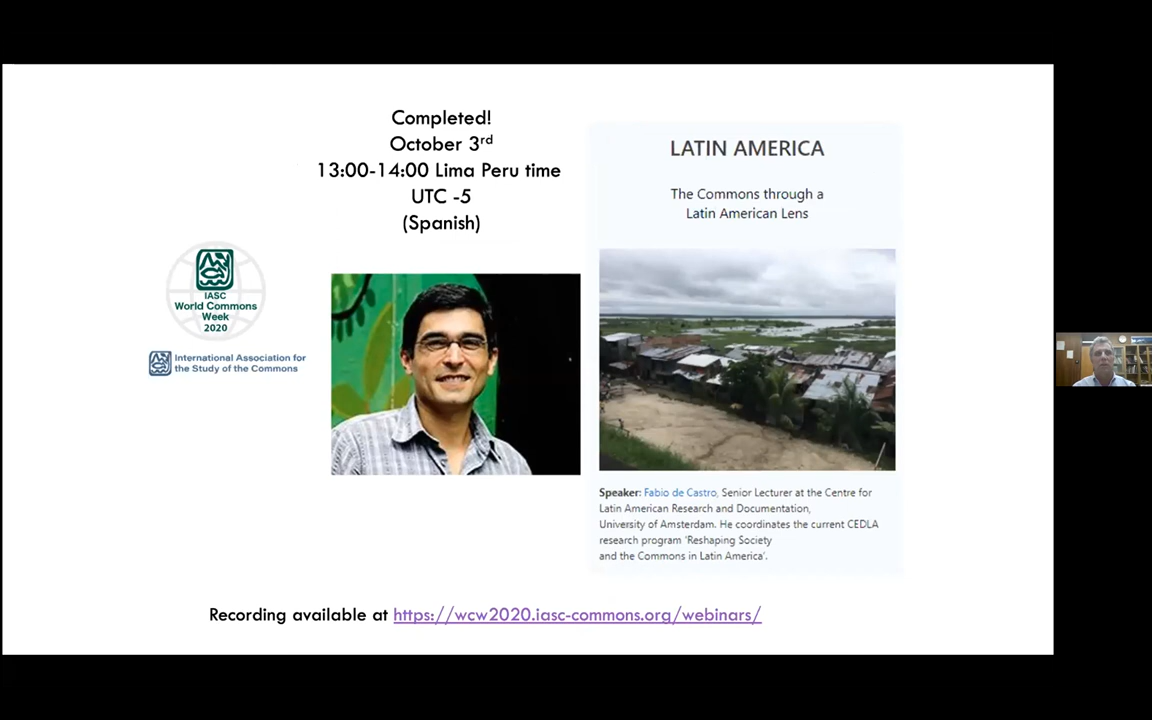 Completed!
October 3rd
13:00-14:00 Lima Peru time
UTC -5
(Spanish)
IASC
World Commons
Week
2020
International Association for
the Study of the Commons
LATIN AMERICA
The Commons through a
Latin American Lens
Speaker: Fabio de Castro, Senior Lecturer at the Centre for
Latin American Research and Documentation,
University of Amsterdam. He coordinates the current CEDLA
research program ‘Reshaping Society
and the Commons in Latin America’.
Recording available at https://wcw2020.iasc-commons.org/webinars/